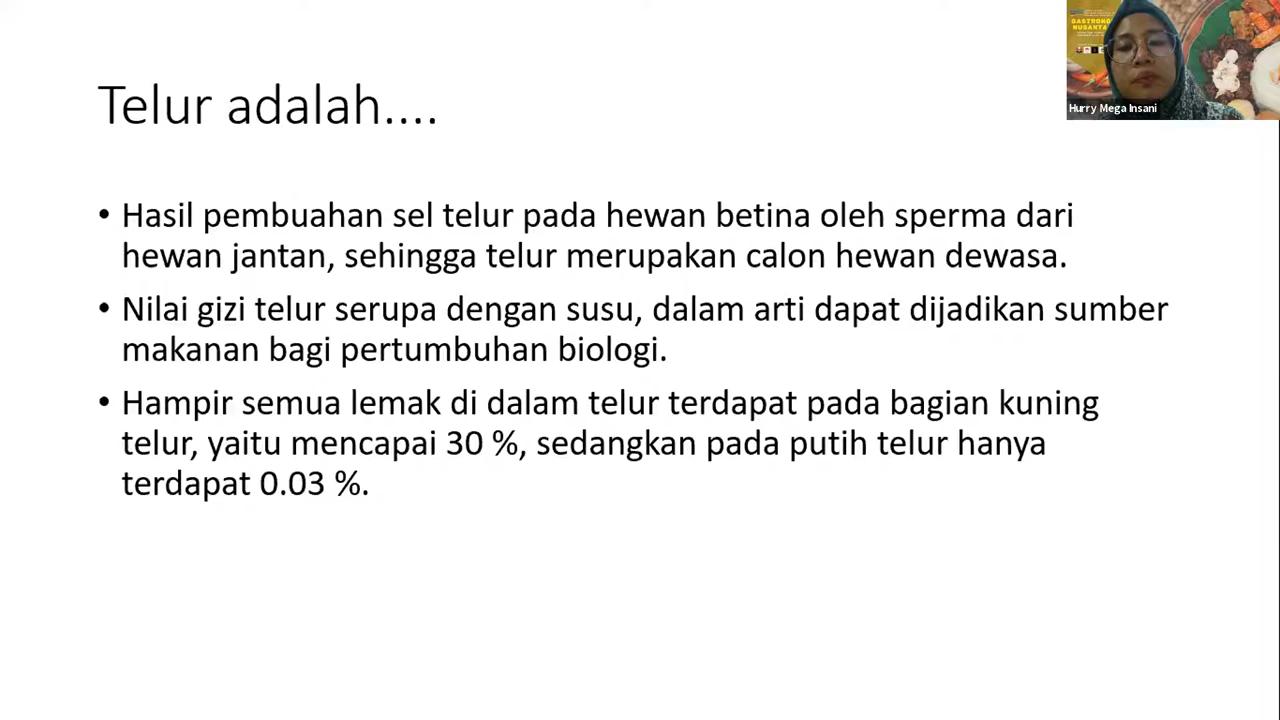 Telur adalah....
• Hasil pembuahan sel telur pada hewan betina oleh sperma dari
hewan jantan, sehingga telur merupakan calon hewan dewasa.
• Nilai gizi telur serupa dengan susu, dalam arti dapat dijadikan sumber
makanan bagi pertumbuhan biologi.
• Hampir semua lemak di dalam telur terdapat pada bagian kuning
telur, yaitu mencapai 30 %, sedangkan pada putih telur hanya
terdapat 0.03 %.
Hurry Mega Insani